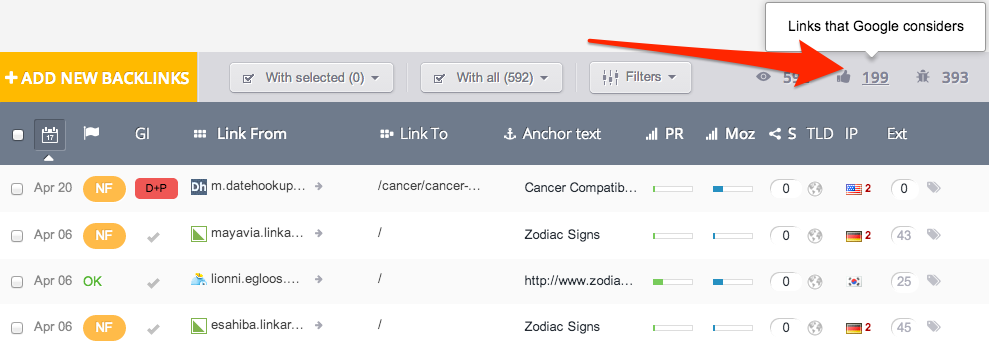 Links that Google considers
+ ADD NEW BACKLINKS With selected (0) With all (592) Filters 199 393
17 GI Link From Link To Anchor text PR Moz S TLD IP Ext
Apr 20 NF D+P Dh m.datehookup... /cancer/cancer-... Cancer Compatib... 0 2 0
Apr 06 NF mayavia.linka... / Zodiac Signs 0 2 43
Apr 06 OK lionni.egloos... / http://www.zodia... 0 25
Apr 06 NF esahiba.linkar... / Zodiac Signs 0 2 45